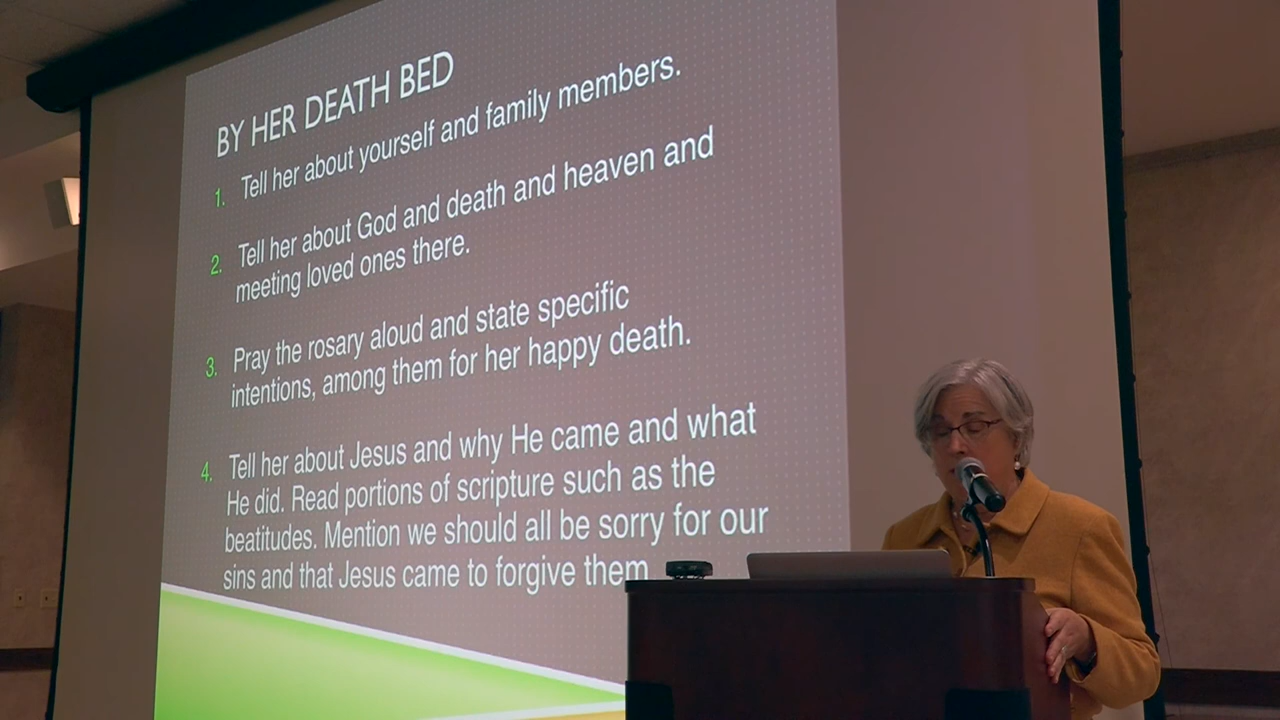 BY HER DEATH BED
1. Tell her about yourself and family members.
2. Tell her about God and death and heaven and
meeting loved ones there.
3. Pray the rosary aloud and state specific
intentions, among them for her happy death.
4. Tell her about Jesus and why He came and what
He did. Read portions of scripture such as the
beatitudes. Mention we should all be sorry for our
sins and that Jesus came to forgive them